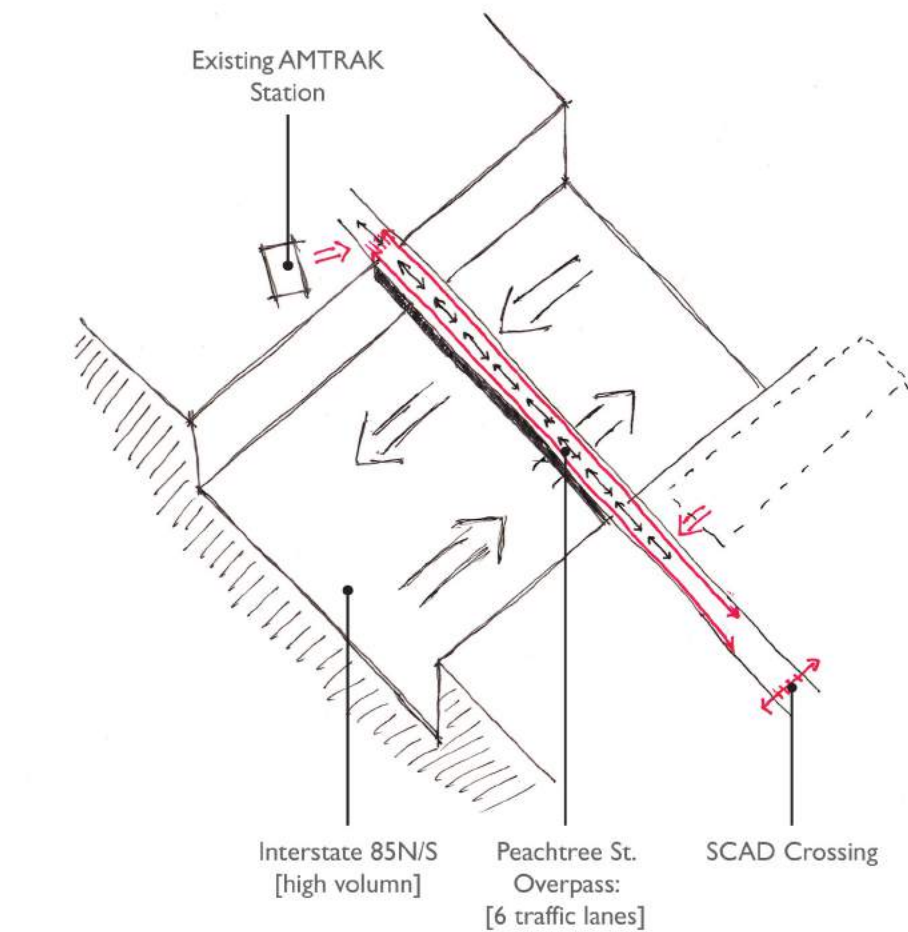 Existing AMTRAK
Station
Interstate 85N/S
[high volumn]
Peachtree St.
Overpass:
[6 traffic lanes]
SCAD Crossing